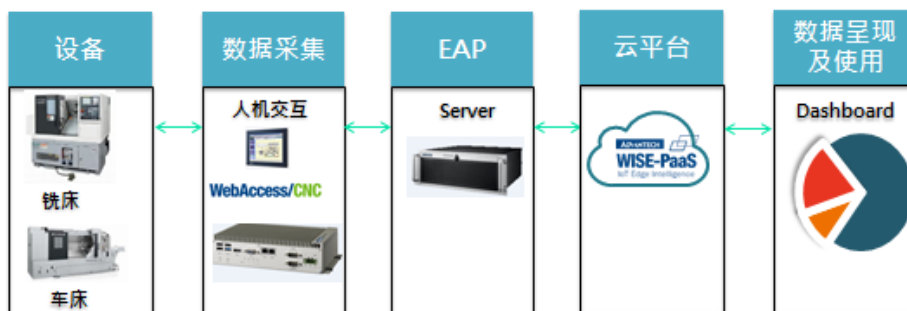 设备
数据采集
EAP
云平台
数据呈现
及使用
人机交互
Server
Dashboard
ADVANTECH
WISE-PaaS
IoT Edge Intelligence
WebAccess/CNC
铣床
车床